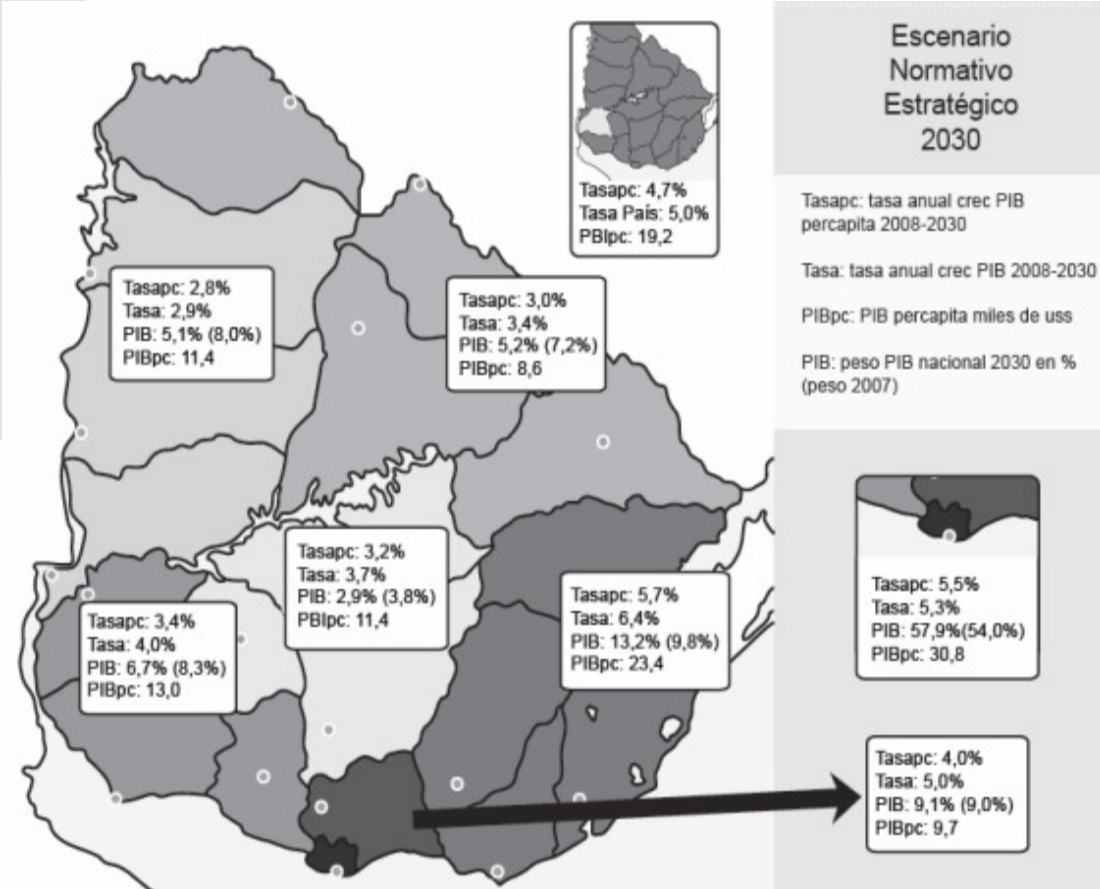 Escenario
Normativo
Estratégico
2030
Tasapc: 4,7%
Tasa País: 5,0%
PBIpc: 19,2
Tasapc: tasa anual crec PIB
percapita 2008-2030
Tasa: tasa anual crec PIB 2008-2030
PIBpc: PIB percapita miles de uss
PIB: peso PIB nacional 2030 en %
(peso 2007)
Tasapc: 2,8%
Tasa: 2,9%
PIB: 5,1% (8,0%)
PIBpc: 11,4
Tasapc: 3,0%
Tasa: 3,4%
PIB: 5,2% (7,2%)
PIBpc: 8,6
Tasapc: 3,2%
Tasa: 3,7%
PIB: 2,9% (3,8%)
PBIpc: 11,4
Tasapc: 5,7%
Tasa: 6,4%
PIB: 13,2% (9,8%)
PIBpc: 23,4
Tasapc: 3,4%
Tasa: 4,0%
PIB: 6,7% (8,3%)
PIBpc: 13,0
Tasapc: 5,5%
Tasa: 5,3%
PIB: 57,9%(54,0%)
PIBpc: 30,8
Tasapc: 4,0%
Tasa: 5,0%
PIB: 9,1% (9,0%)
PIBpc: 9,7